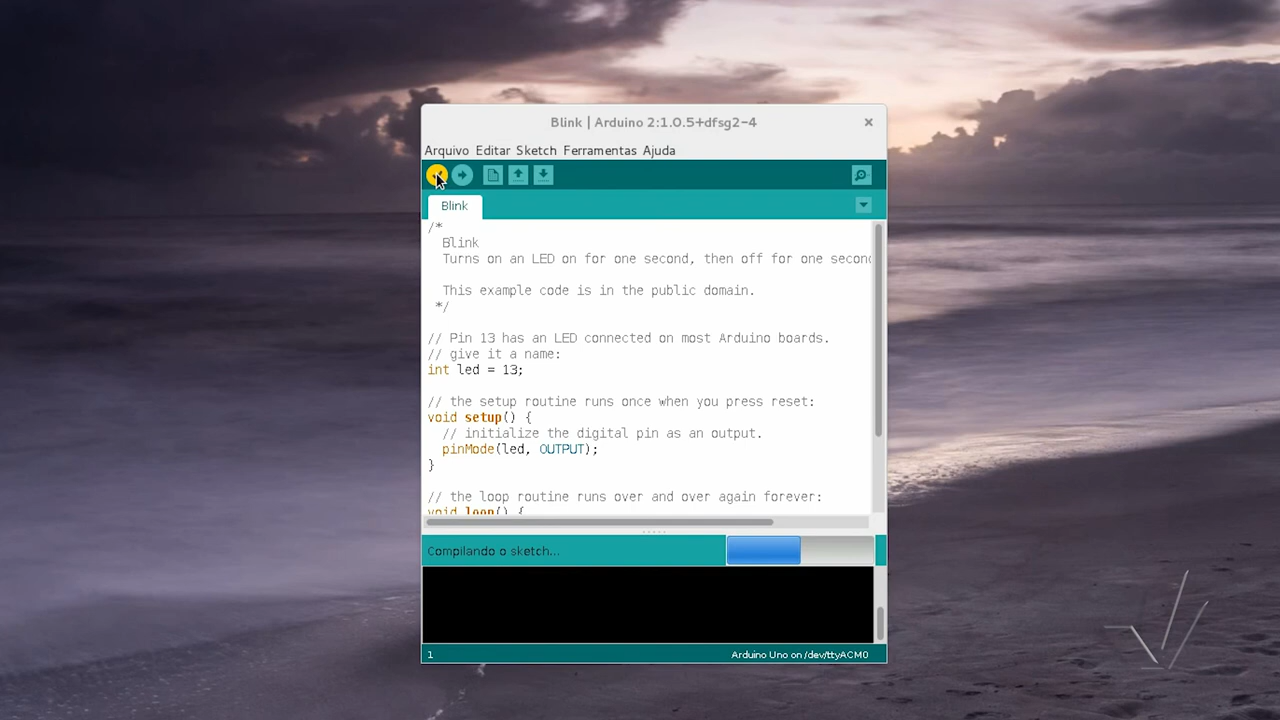 Blink | Arduino 2:1.0.5+dfsg2-4
Arquivo Editar Sketch Ferramentas Ajuda
Blink
/*
Blink
Turns on an LED on for one second, then off for one second
This example code is in the public domain.
*/
// Pin 13 has an LED connected on most Arduino boards.
// give it a name:
int led = 13;
// the setup routine runs once when you press reset:
void setup() {
// initialize the digital pin as an output.
pinMode(led, OUTPUT);
}
// the loop routine runs over and over again forever:
void loop() {
Compilando o sketch...
1
Arduino Uno on /dev/ttyACM0